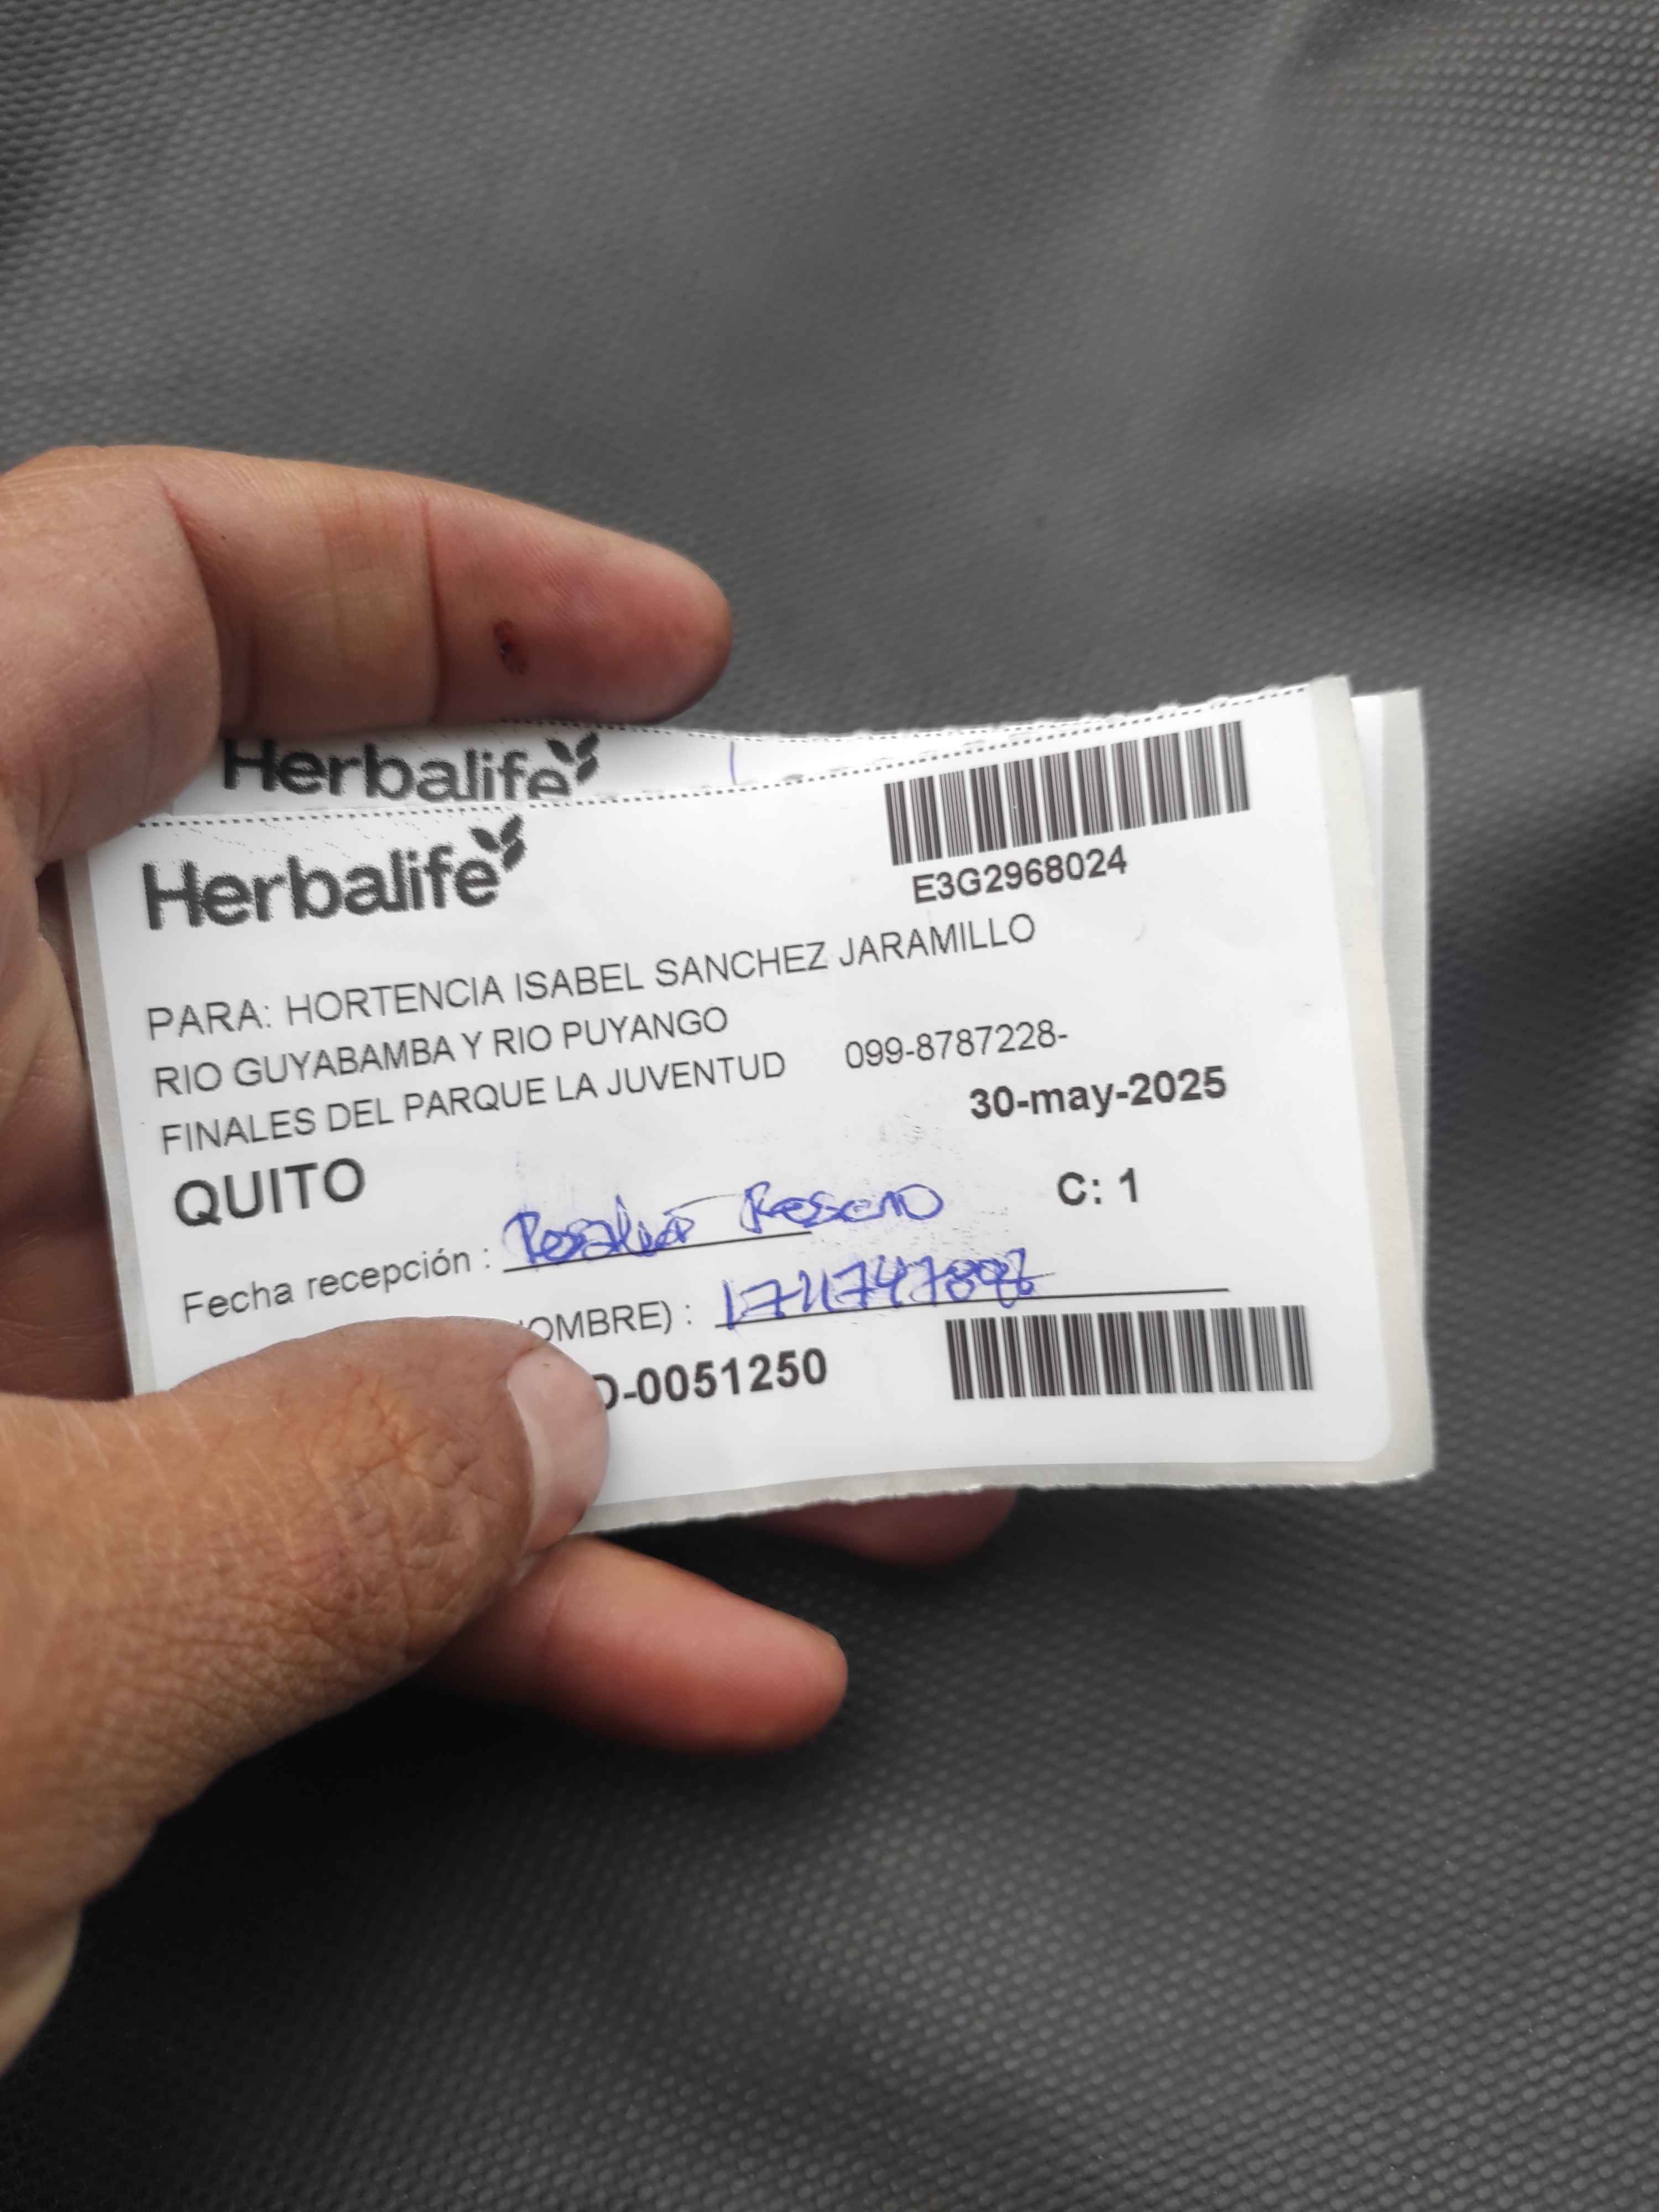 Herbalife
Herbalife
E3G2968024
PARA: HORTENCIA ISABEL SANCHEZ JARAMILLO
RIO GUYABAMBA Y RIO PUYANGO
FINALES DEL PARQUE LA JUVENTUD 099-8787228-
30-may-2025
QUITO
C: 1
Fecha recepción :
OMBRE) :
-0051250